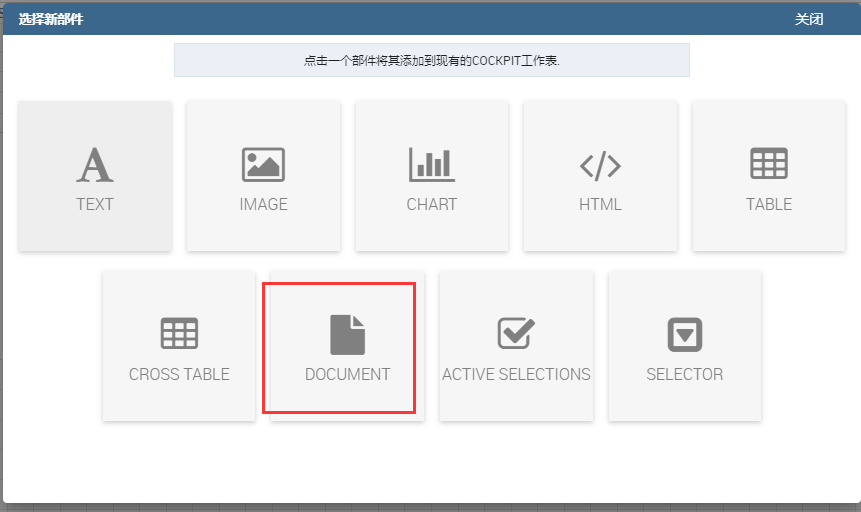 选择新部件 关闭
点击一个部件将其添加到现有的COCKPIT工作表.
TEXT IMAGE CHART HTML TABLE
CROSS TABLE DOCUMENT ACTIVE SELECTIONS SELECTOR